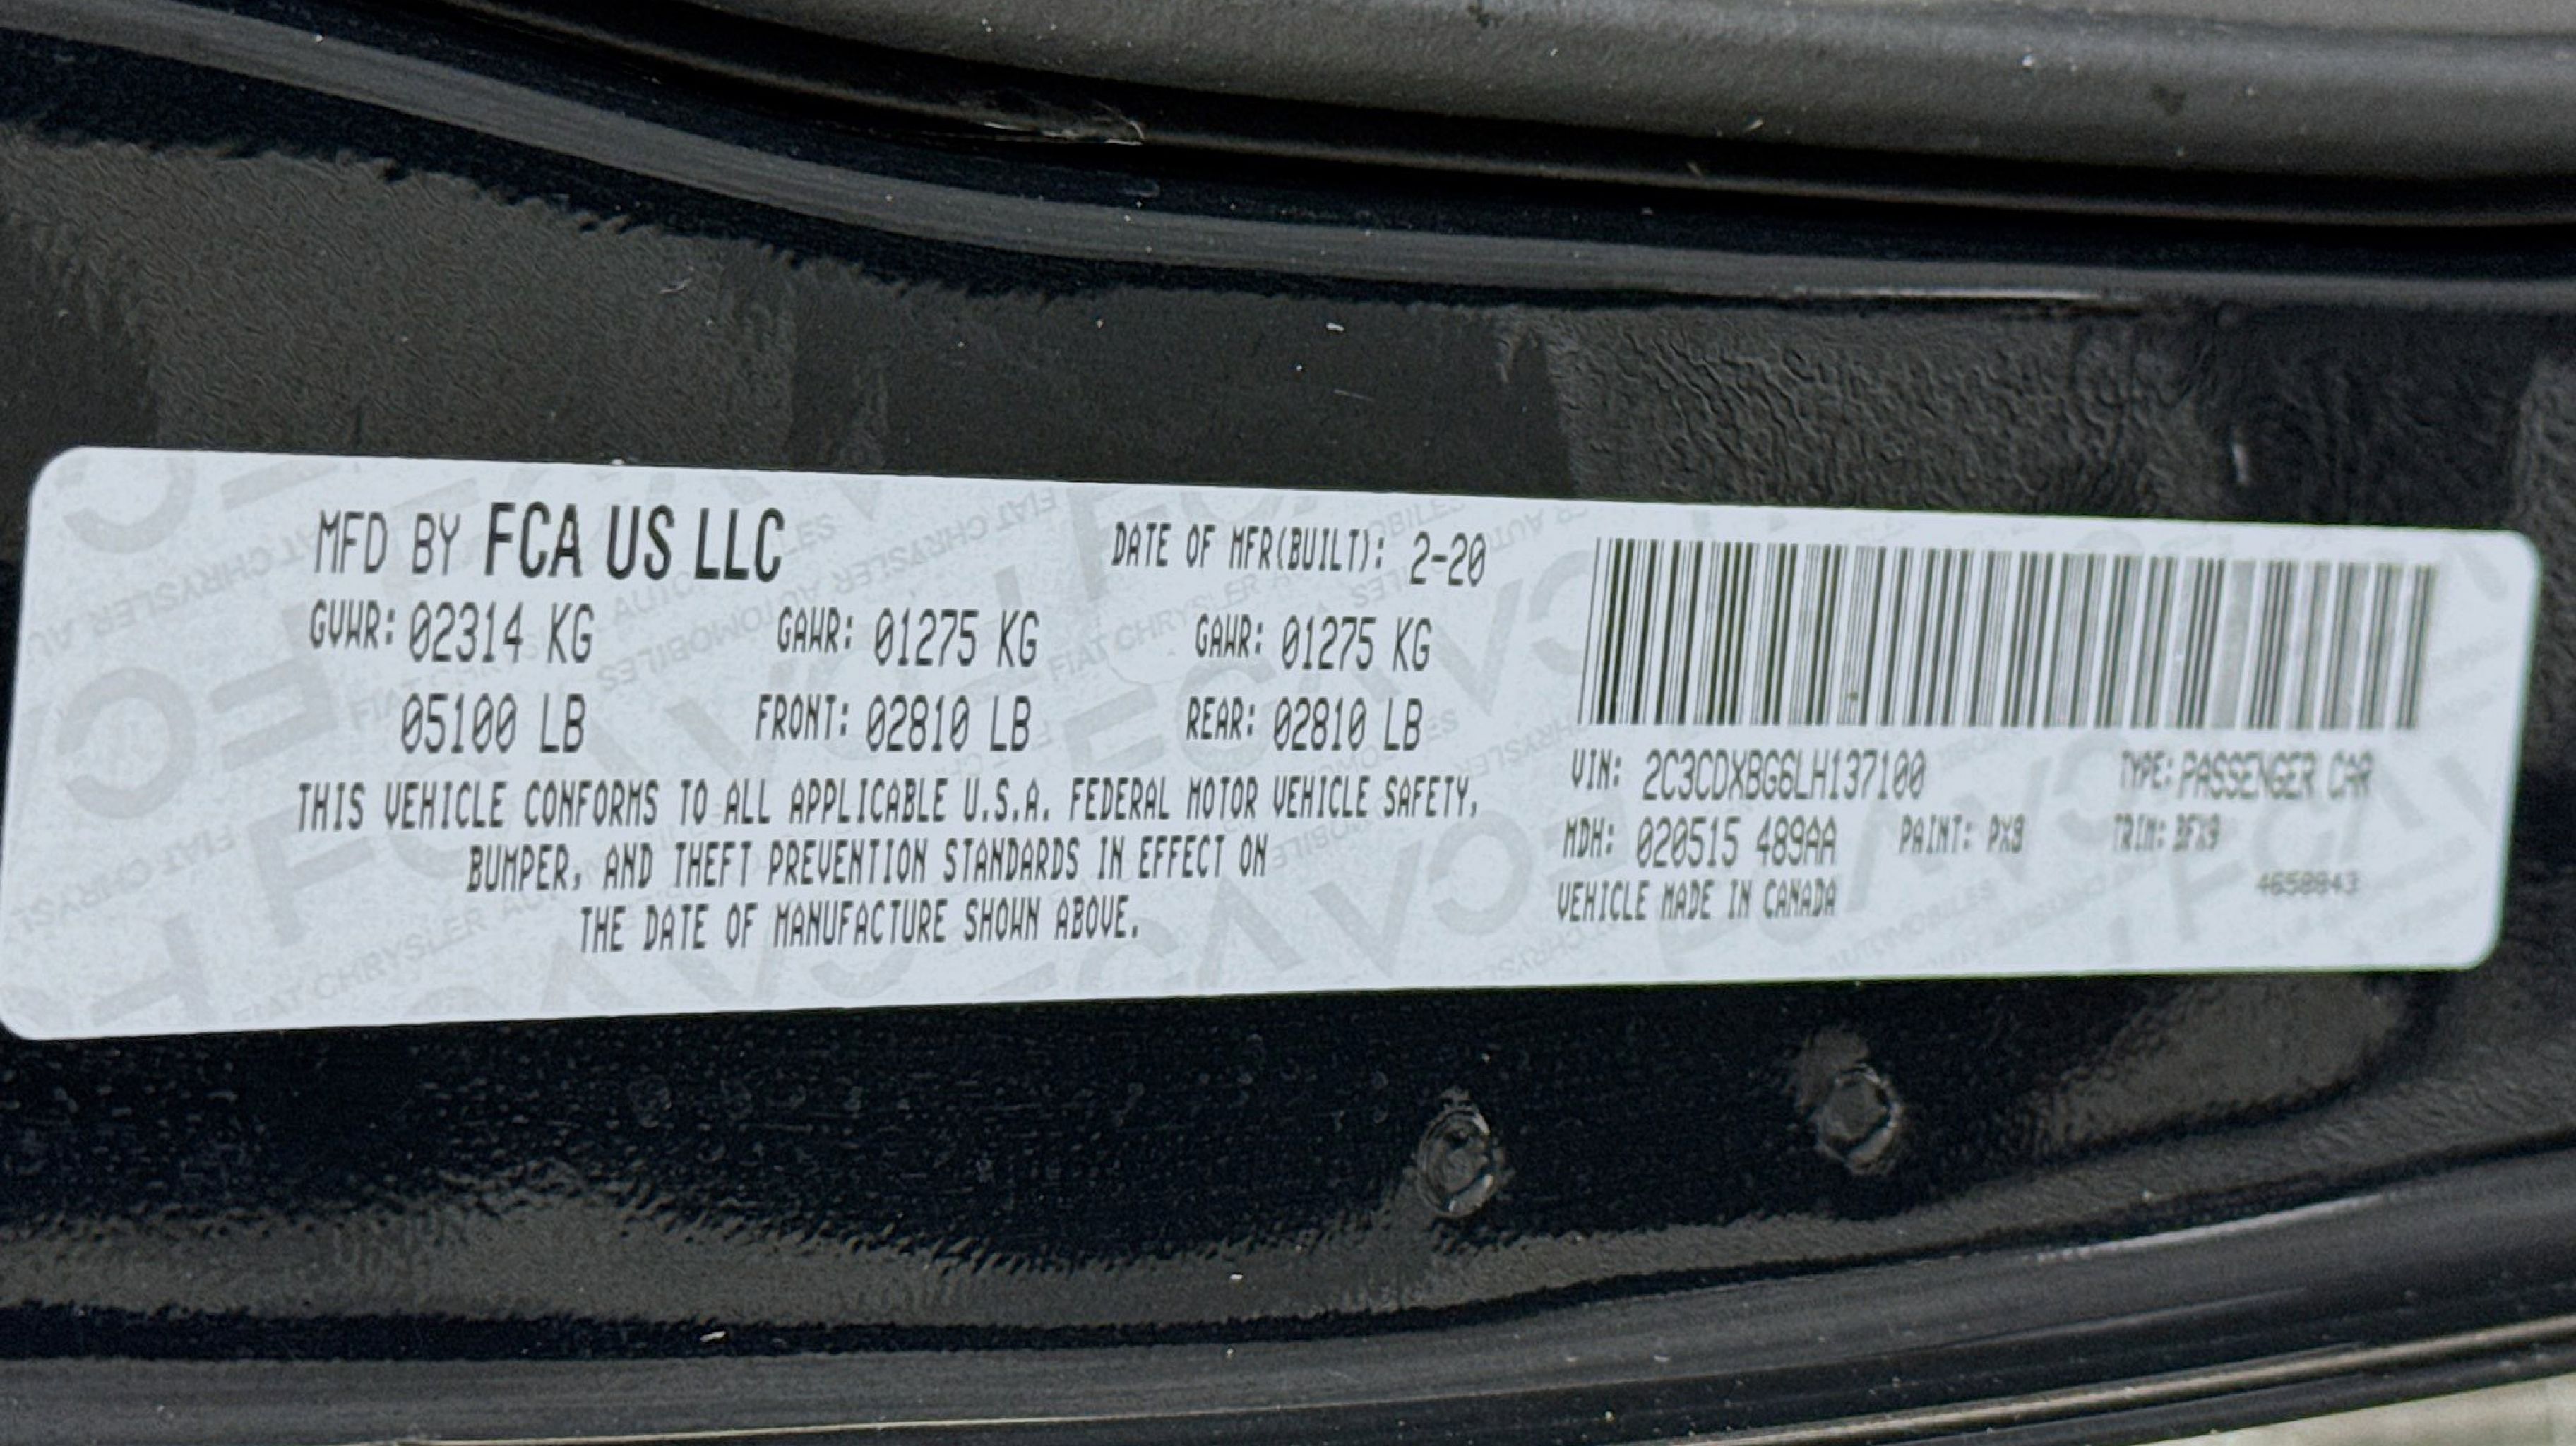 MFD BY FCA US LLC
DATE OF MFR(BUILT): 2-20
GVWR: 02314 KG
GAWR: 01275 KG
GAWR: 01275 KG
05100 LB
FRONT: 02810 LB
REAR: 02810 LB
THIS VEHICLE CONFORMS TO ALL APPLICABLE U.S.A. FEDERAL MOTOR VEHICLE SAFETY,
BUMPER, AND THEFT PREVENTION STANDARDS IN EFFECT ON
THE DATE OF MANUFACTURE SHOWN ABOVE.
VIN: 2C3CDXBG6LH137100
TYPE: PASSENGER CAR
MDH: 020515 489AA
PAINT: PX8
TRIM:
VEHICLE MADE IN CANADA